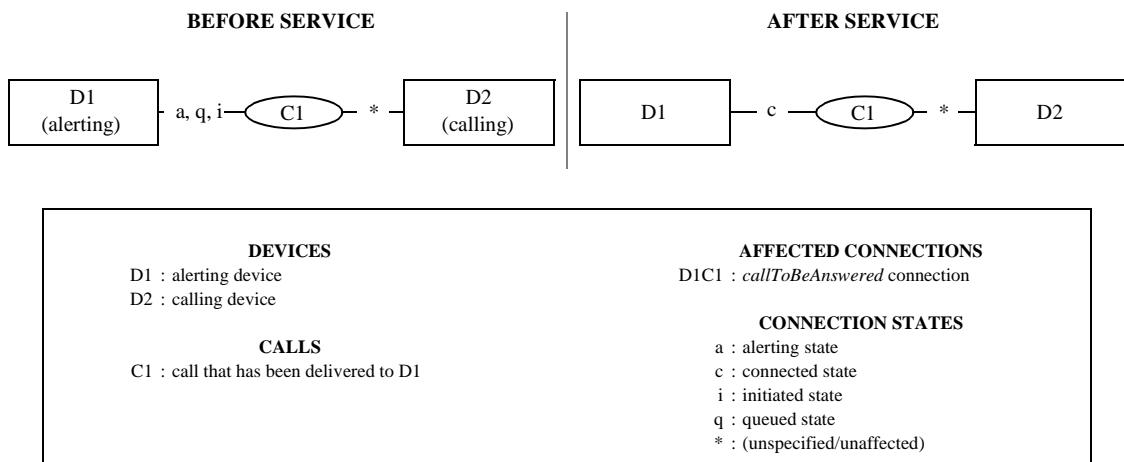 BEFORE SERVICE
AFTER SERVICE
D1
(alerting)
a, q, i
C1
*
D2
(calling)
D1
c
C1
*
D2
DEVICES
D1 : alerting device
D2 : calling device
CALLS
C1 : call that has been delivered to D1
AFFECTED CONNECTIONS
D1C1 : callToBeAnswered connection
CONNECTION STATES
a : alerting state
c : connected state
i : initiated state
q : queued state
* : (unspecified/unaffected)